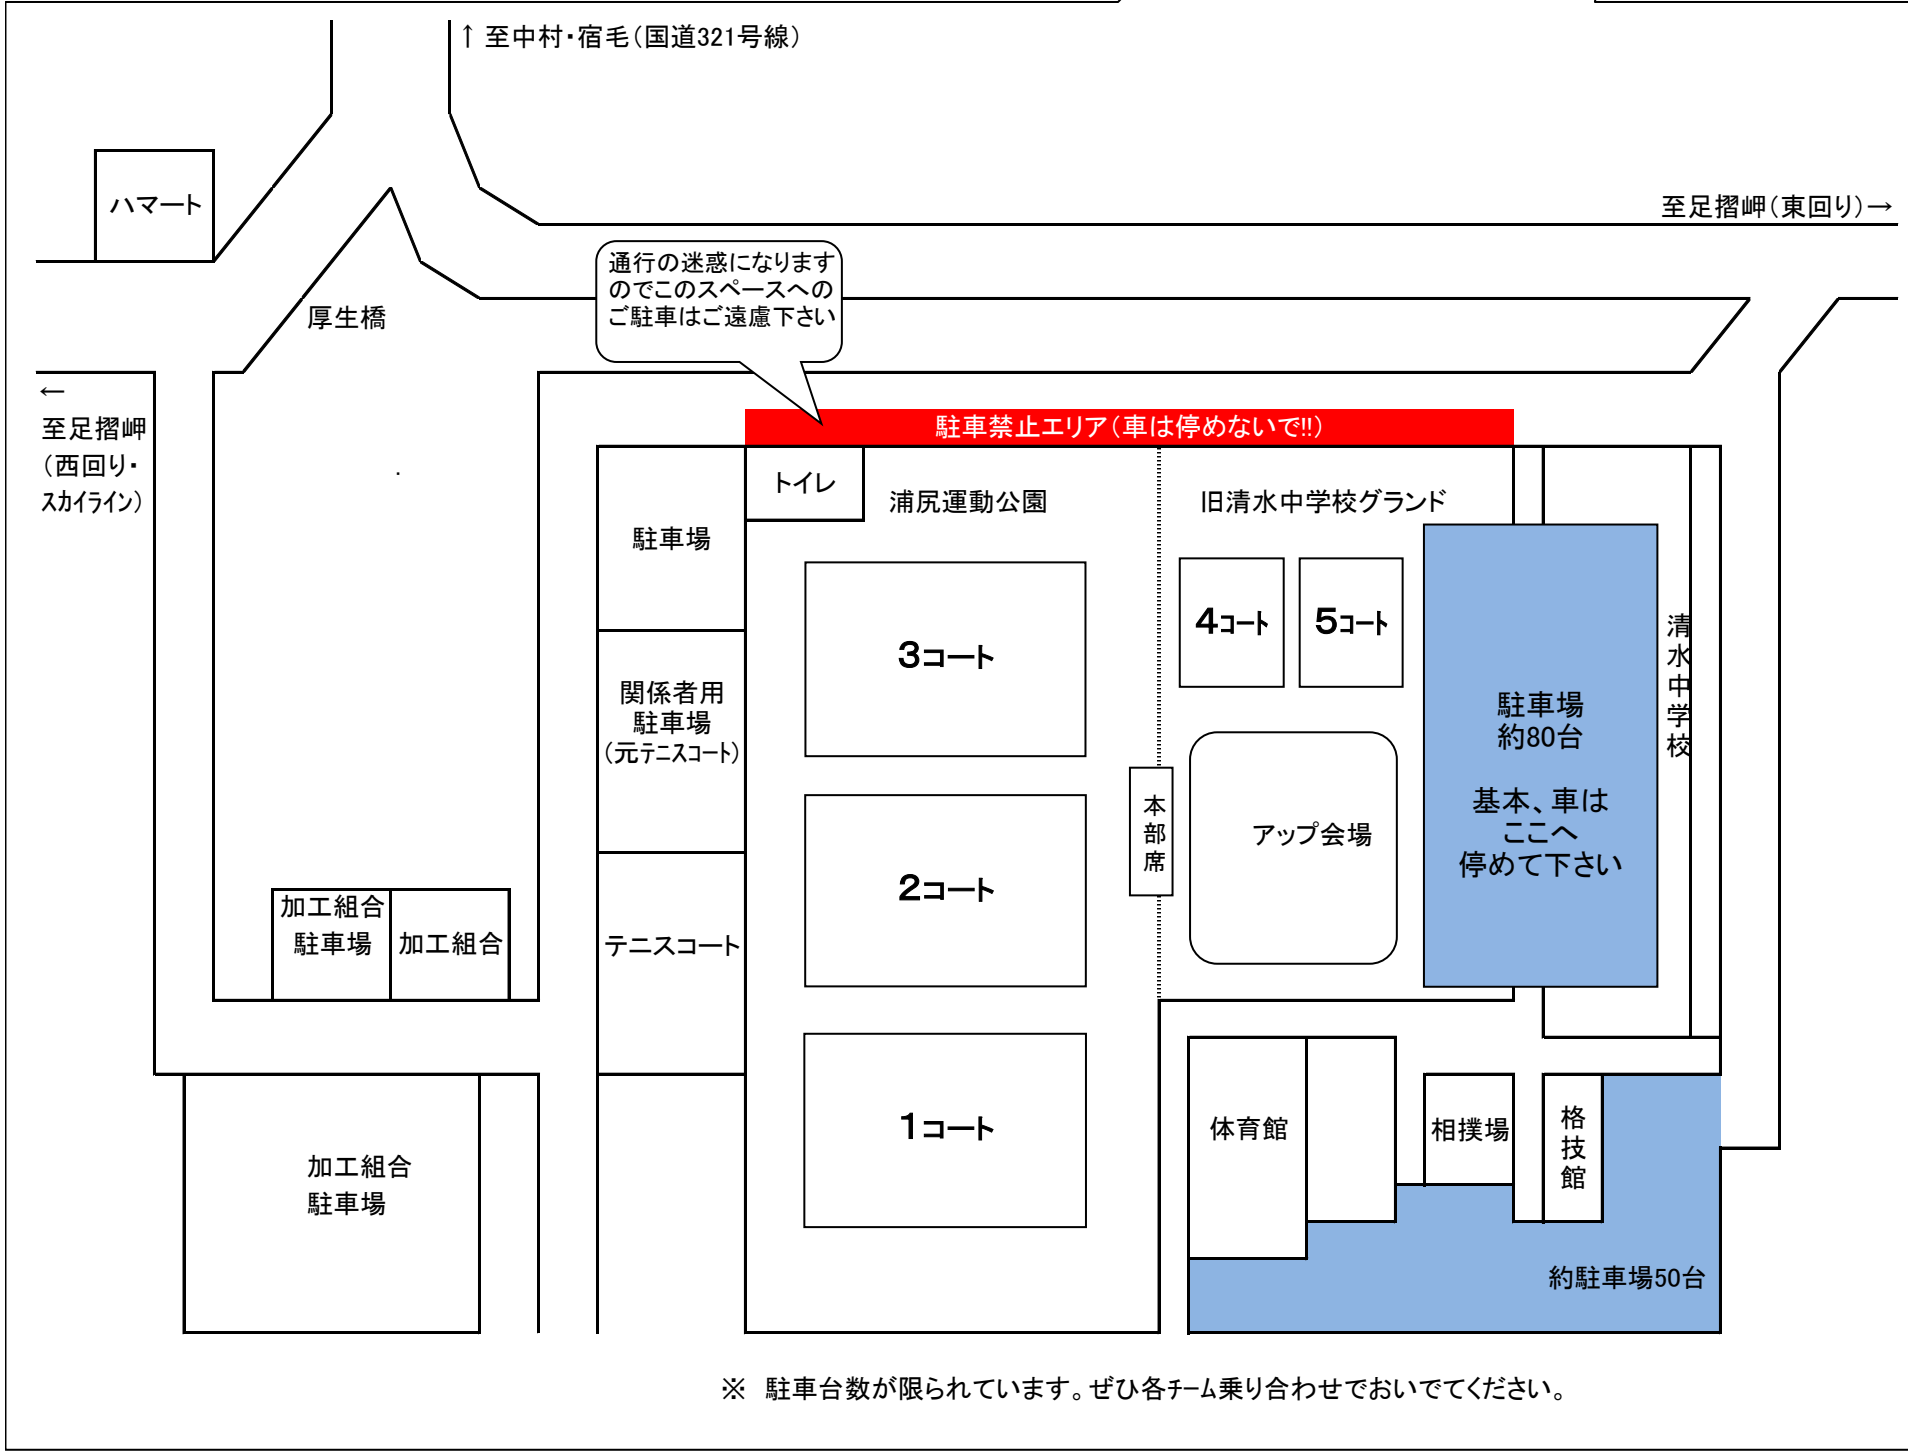 ↑ 至中村・宿毛（国道321号線）
ハマート
至足摺岬（東回り）→
通行の迷惑になります
のでこのスペースへの
ご駐車はご遠慮下さい
厚生橋
←
至足摺岬
（西回り・
スカイライン）
駐車禁止エリア（車は停めないで!!）
トイレ
浦尻運動公園
旧清水中学校グランド
駐車場
3コート
4コート
5コート
清水中学校
関係者用
駐車場
（元テニスコート）
駐車場
約80台
基本、車は
ここへ
停めて下さい
本部席
アップ会場
2コート
加工組合
駐車場
加工組合
テニスコート
1コート
体育館
相撲場
格技館
加工組合
駐車場
約駐車場50台
※　駐車台数が限られています。ぜひ各チーム乗り合わせでおいでてください。